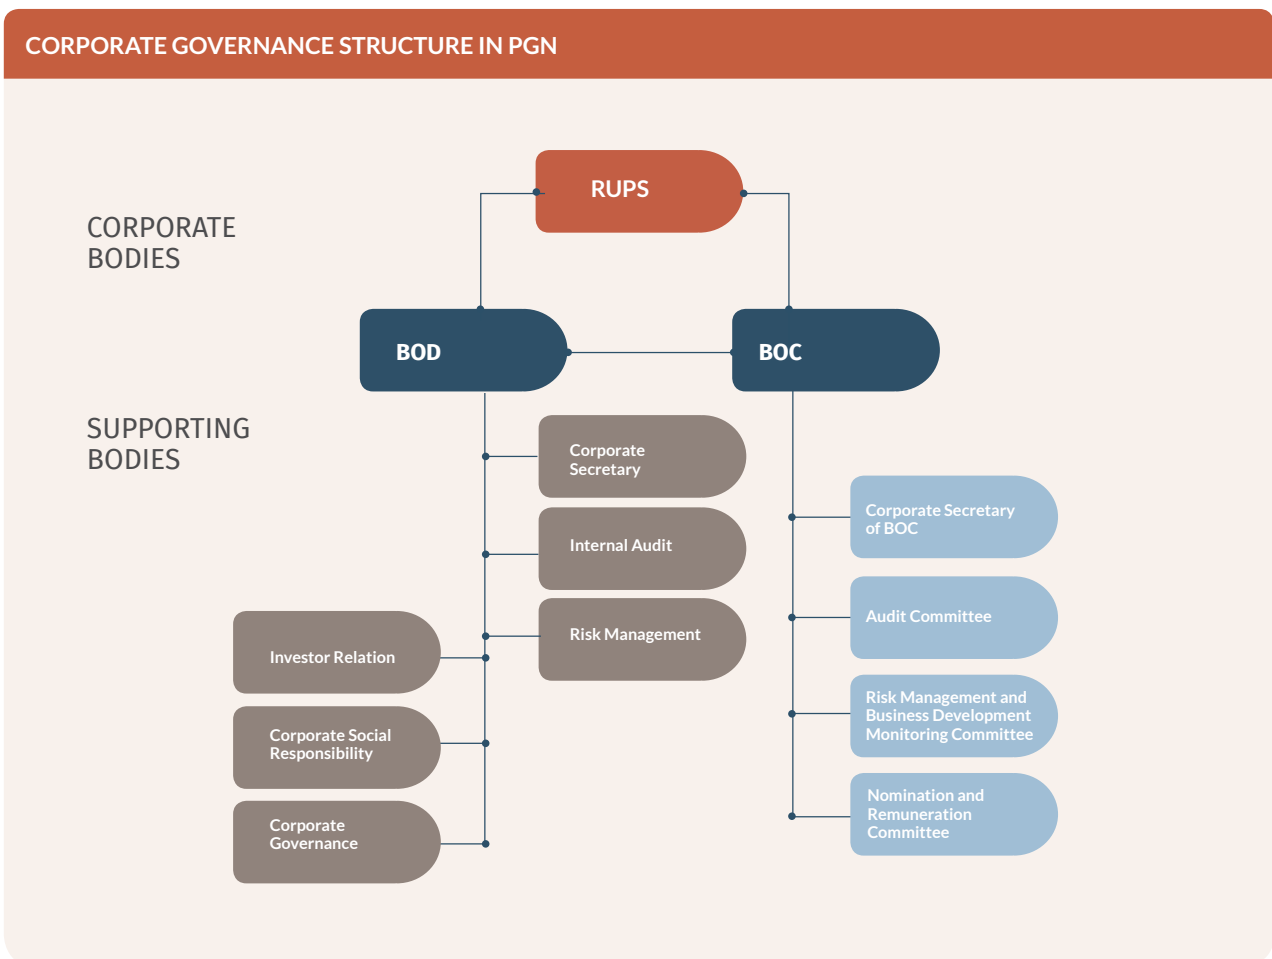 CORPORATE GOVERNANCE STRUCTURE IN PGN
RUPS
CORPORATE
BODIES
BOD
BOC
SUPPORTING
BODIES
Corporate
Secretary
Internal Audit
Risk Management
Investor Relation
Corporate Social
Responsibility
Corporate
Governance
Corporate Secretary
of BOC
Audit Committee
Risk Management and
Business Development
Monitoring Committee
Nomination and
Remuneration
Committee